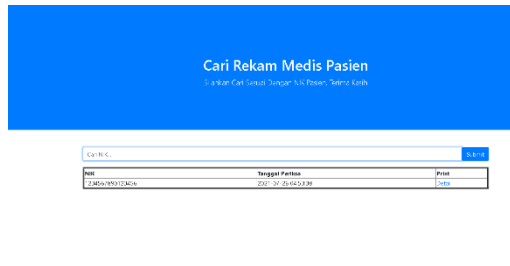 Cari Rekam Medis Pasien
Silahkan Cari Sesuai Dengan NIK Pasien. Terima Kasih
Cari NIK..
Submit
NIK Tanggal Periksa Print
Detail